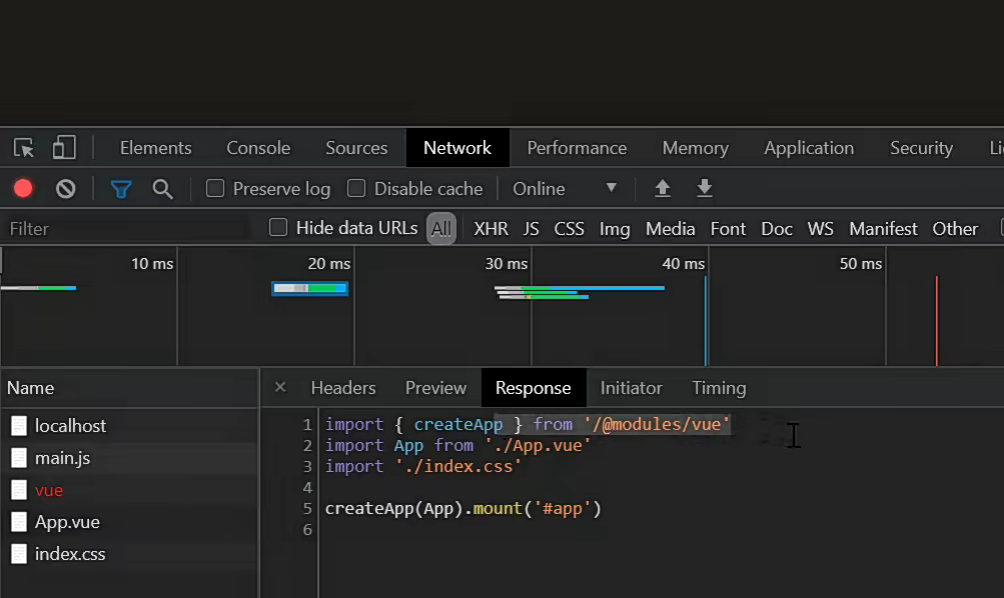 Elements Console Sources Network Performance Memory Application Security Li
Preserve log Disable cache Online
Filter Hide data URLs All XHR JS CSS Img Media Font Doc WS Manifest Other
10 ms 20 ms 30 ms 40 ms 50 ms
Name × Headers Preview Response Initiator Timing
localhost
main.js
vue
App.vue
index.css
1 import { createApp } from '/@modules/vue'
2 import App from './App.vue'
3 import './index.css'
4
5 createApp(App).mount('#app')
6